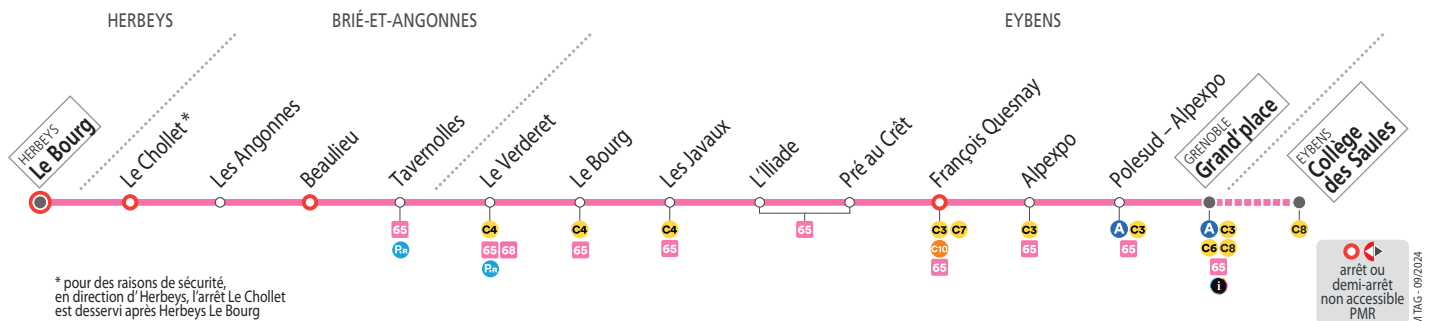 HERBEYS
BRIÉ-ET-ANGONNES
EYBENS
HERBEYS
Le Bourg
Le Chollet *
Les Angonnes
Beaulieu
Tavernolles
Le Verderet
Le Bourg
Les Javaux
L'Iliade
Pré au Crêt
François Quesnay
Alpexpo
Polesud – Alpexpo
GRENOBLE
Grand'place
EYBENS
Collège
des Saules
65
P+R
C4
65 68
P+R
C4
65
C4
65
65
C3 C7
C10
65
C3
65
A C3
65
A C3
C6 C8
65
i
C8
* pour des raisons de sécurité,
en direction d'Herbeys, l'arrêt Le Chollet
est desservi après Herbeys Le Bourg
arrêt ou
demi-arrêt
non accessible
PMR
M TAG - 09/2024